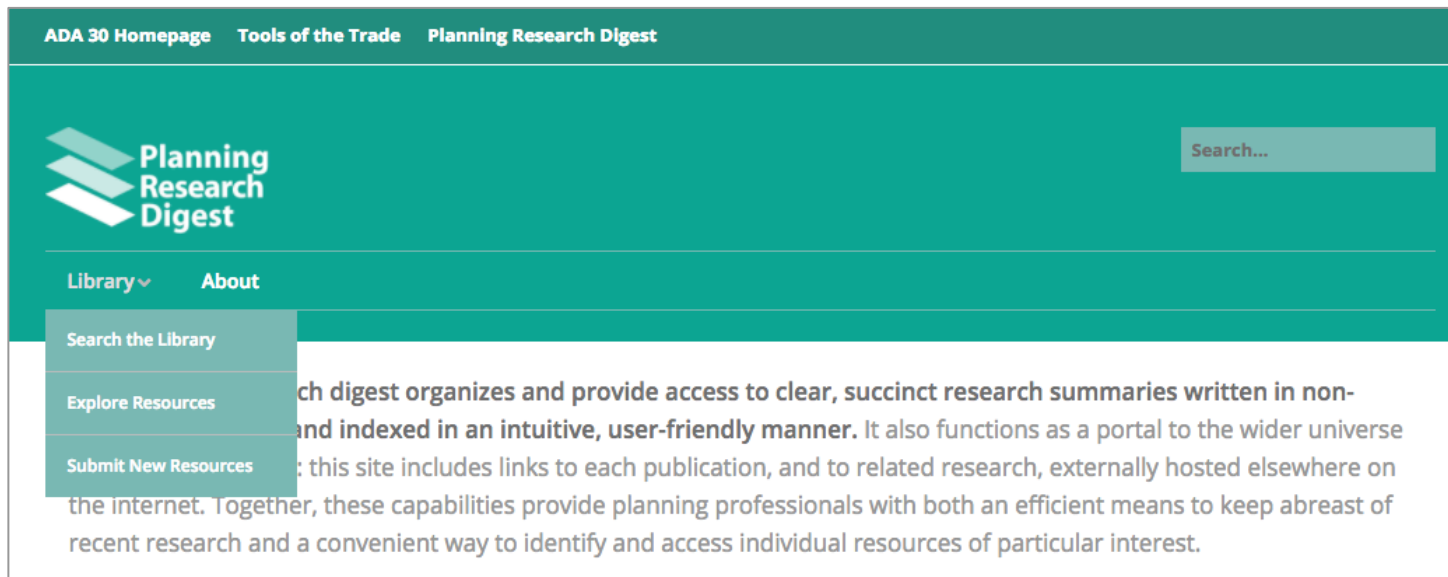 ADA 30 Homepage Tools of the Trade Planning Research Digest
Planning
Research
Digest
Search...
Library About
Search the Library
Explore Resources
Submit New Resources
ch digest organizes and provide access to clear, succinct research summaries written in non-
and indexed in an intuitive, user-friendly manner. It also functions as a portal to the wider universe
: this site includes links to each publication, and to related research, externally hosted elsewhere on
the internet. Together, these capabilities provide planning professionals with both an efficient means to keep abreast of
recent research and a convenient way to identify and access individual resources of particular interest.